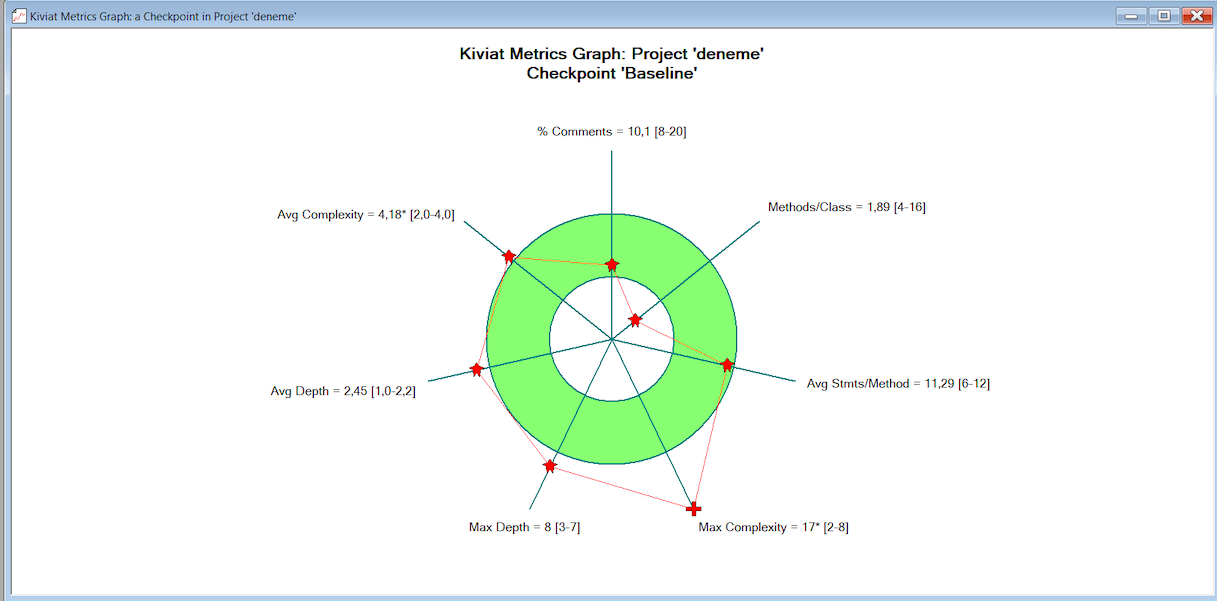 Kiviat Metrics Graph: a Checkpoint in Project 'deneme'
Kiviat Metrics Graph: Project 'deneme'
Checkpoint 'Baseline'
% Comments = 10,1 [8-20]
Methods/Class = 1,89 [4-16]
Avg Complexity = 4,18* [2,0-4,0]
Avg Stmts/Method = 11,29 [6-12]
Avg Depth = 2,45 [1,0-2,2]
Max Depth = 8 [3-7]
Max Complexity = 17* [2-8]